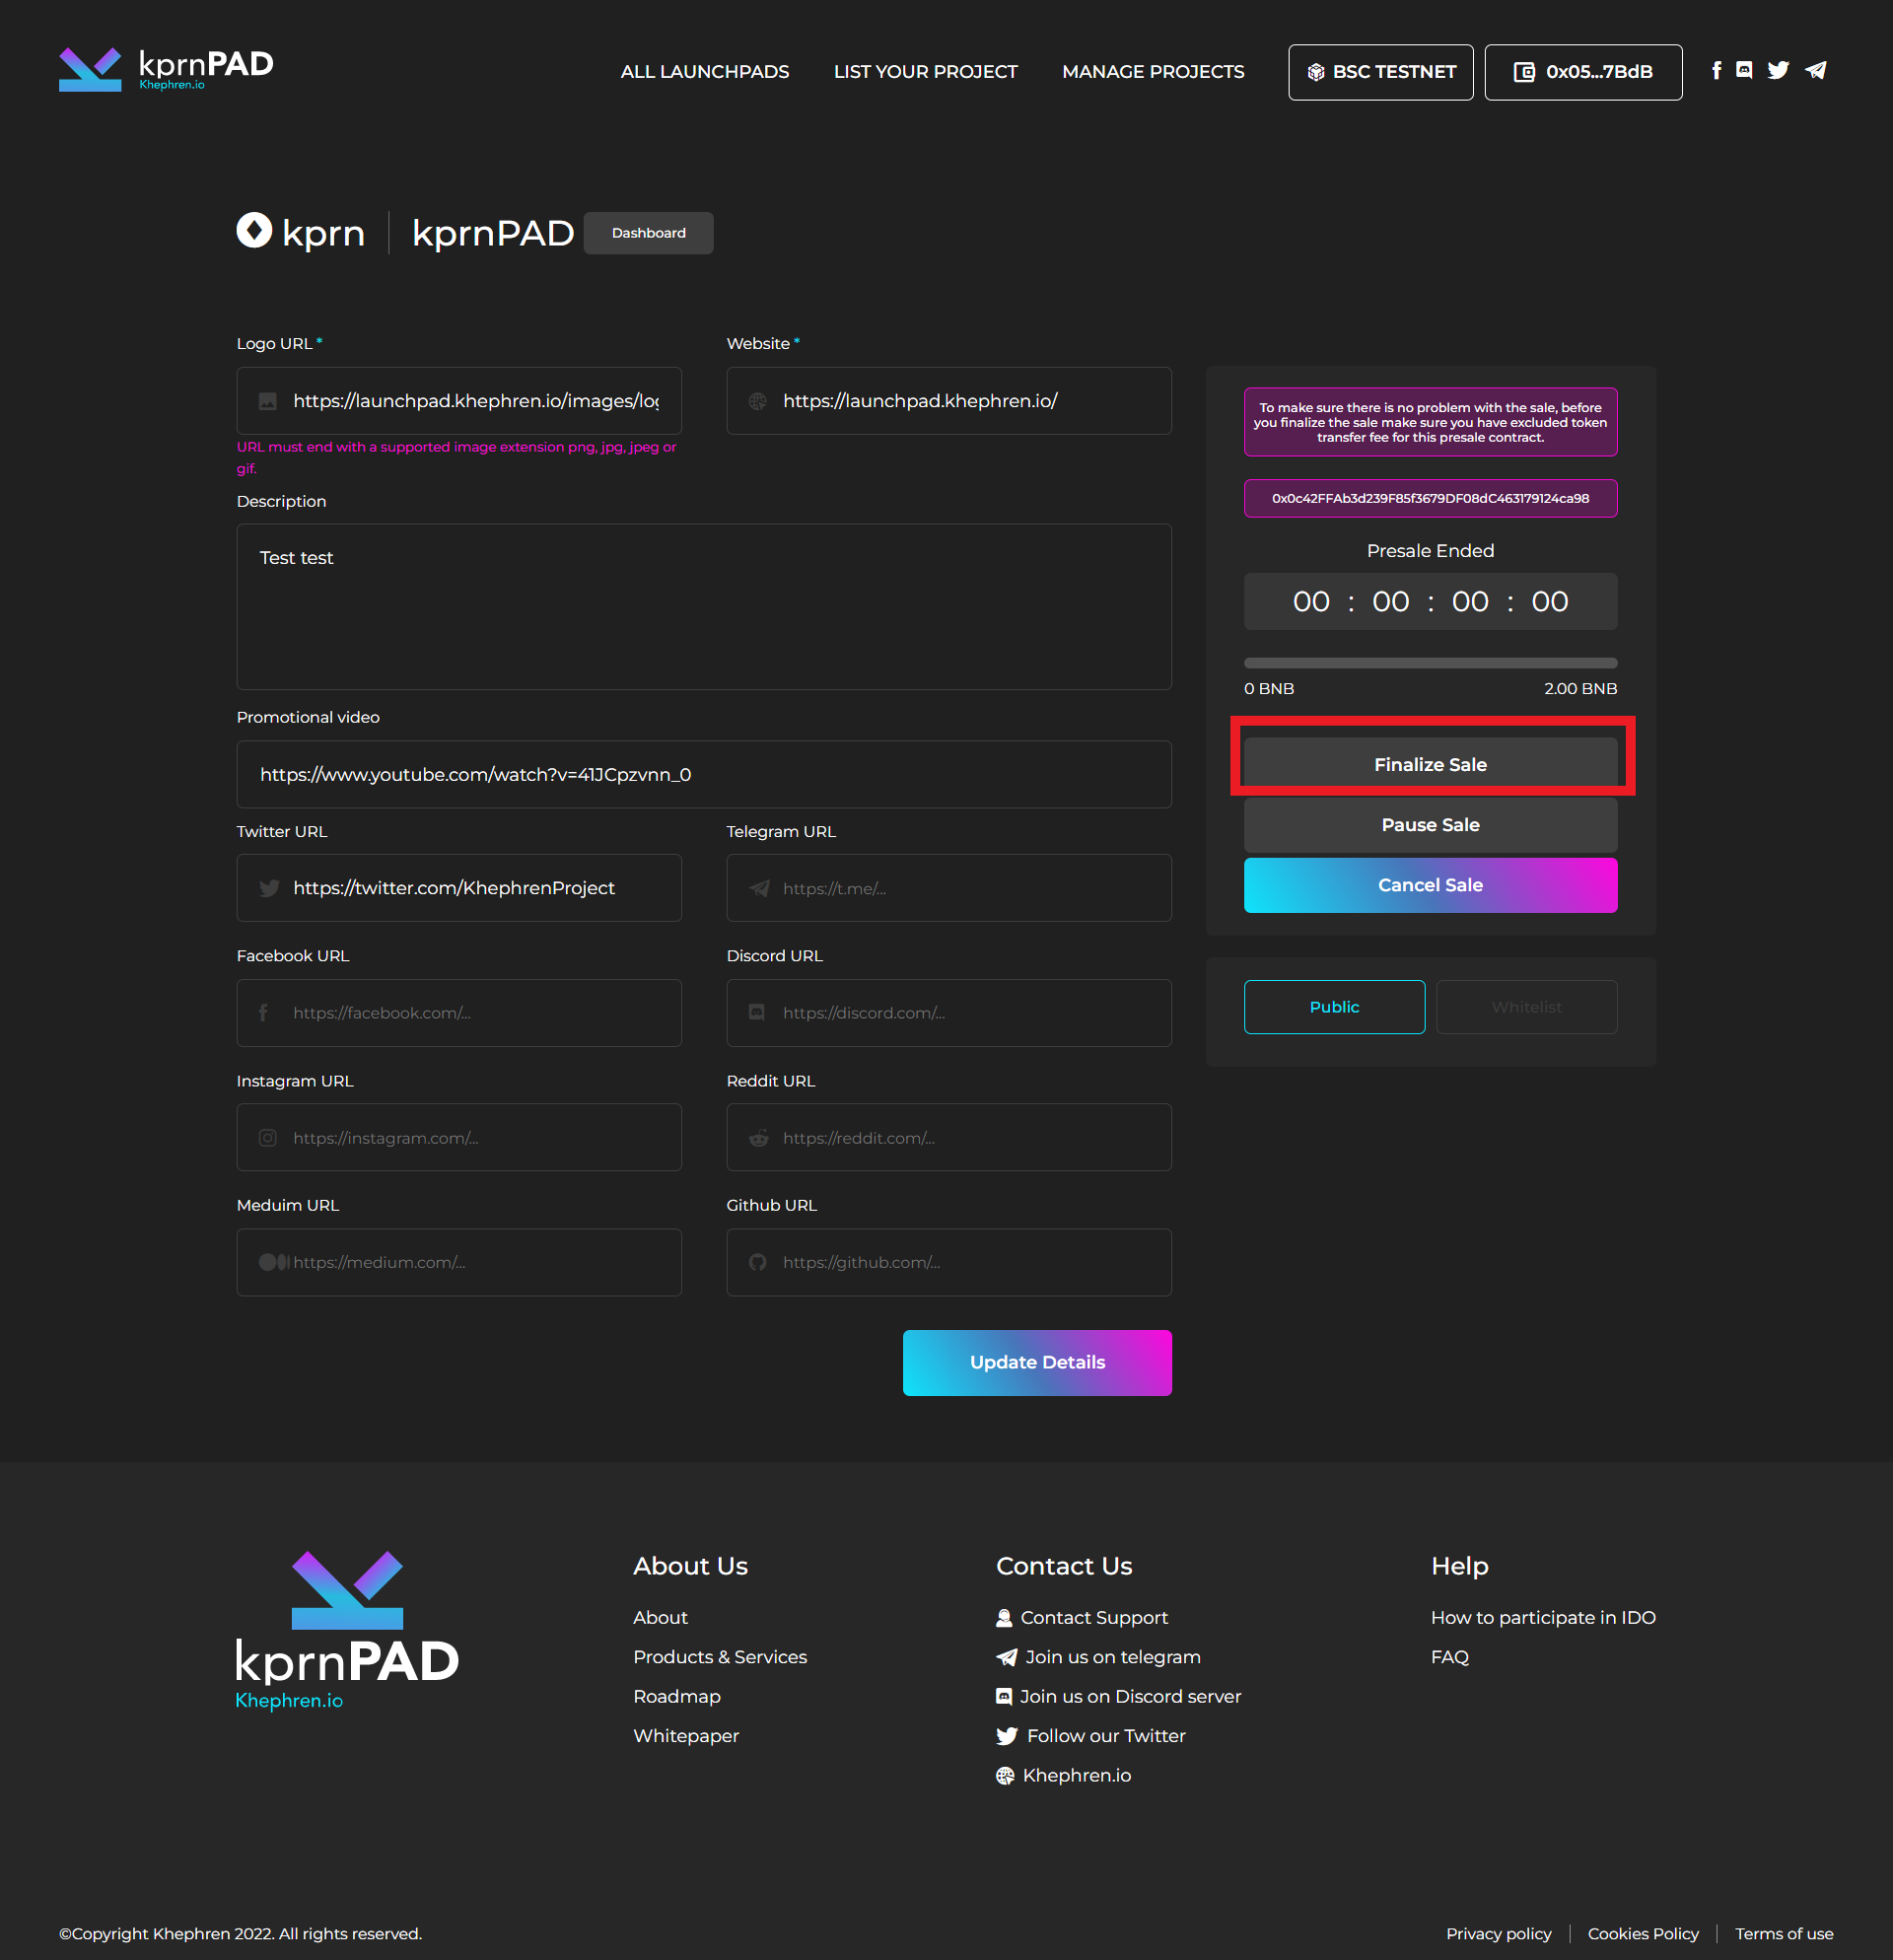 kprnPAD
Khephren.io
ALL LAUNCHPADS
LIST YOUR PROJECT
MANAGE PROJECTS
BSC TESTNET
0x05...7BdB
kprn
kprnPAD
Dashboard
Logo URL *
https://launchpad.khephren.io/images/log
URL must end with a supported image extension png, jpg, jpeg or
gif.
Website *
https://launchpad.khephren.io/
Description
Test test
Promotional video
https://www.youtube.com/watch?v=41JCpzvnn_0
Twitter URL
https://twitter.com/KhephrenProject
Telegram URL
https://t.me/...
Facebook URL
https://facebook.com/...
Discord URL
https://discord.com/...
Instagram URL
https://instagram.com/...
Reddit URL
https://reddit.com/...
Meduim URL
https://medium.com/...
Github URL
https://github.com/...
Update Details
To make sure there is no problem with the sale, before
you finalize the sale make sure you have excluded token
transfer fee for this presale contract.
0x0c42FFAb3d239F85f3679DF08dC463179124ca98
Presale Ended
00 : 00 : 00 : 00
0 BNB
2.00 BNB
Finalize Sale
Pause Sale
Cancel Sale
Public
Whitelist
kprnPAD
Khephren.io
About Us
About
Products & Services
Roadmap
Whitepaper
Contact Us
Contact Support
Join us on telegram
Join us on Discord server
Follow our Twitter
Khephren.io
Help
How to participate in IDO
FAQ
©Copyright Khephren 2022. All rights reserved.
Privacy policy
Cookies Policy
Terms of use